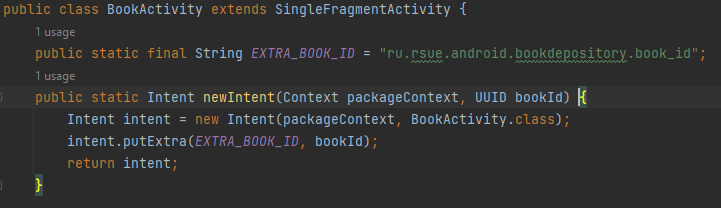 public class BookActivity extends SingleFragmentActivity {
1 usage
public static final String EXTRA_BOOK_ID = "ru.rsue.android.bookdepository.book_id";
1 usage
public static Intent newIntent(Context packageContext, UUID bookId) {
Intent intent = new Intent(packageContext, BookActivity.class);
intent.putExtra(EXTRA_BOOK_ID, bookId);
return intent;
}